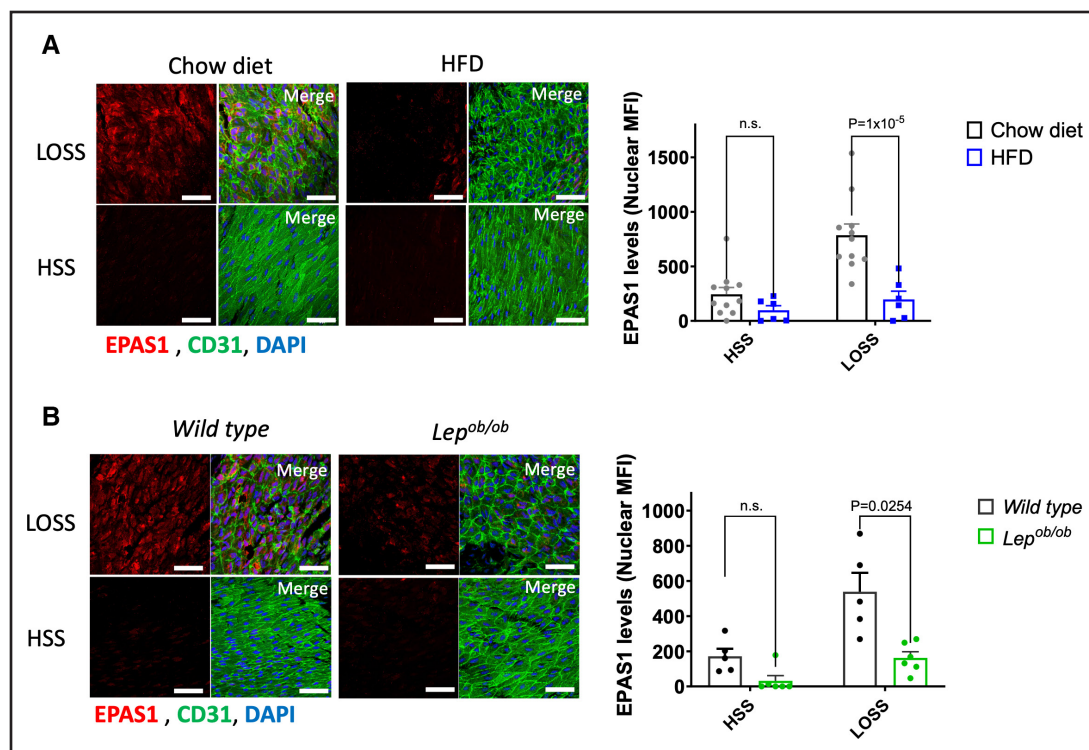 A
Chow diet
HFD
Merge
Merge
LOSS
Merge
Merge
HSS
EPAS1 , CD31, DAPI
EPAS1 levels (Nuclear MFI)
1500
1000
500
0
n.s.
P=1x10⁻⁵
HSS
LOSS
Chow diet
HFD
B
Wild type
Lepᵒᵇ/ᵒᵇ
Merge
Merge
LOSS
Merge
Merge
HSS
EPAS1 , CD31, DAPI
EPAS1 levels (Nuclear MFI)
1000
800
600
400
200
0
n.s.
P=0.0254
HSS
LOSS
Wild type
Lepᵒᵇ/ᵒᵇ